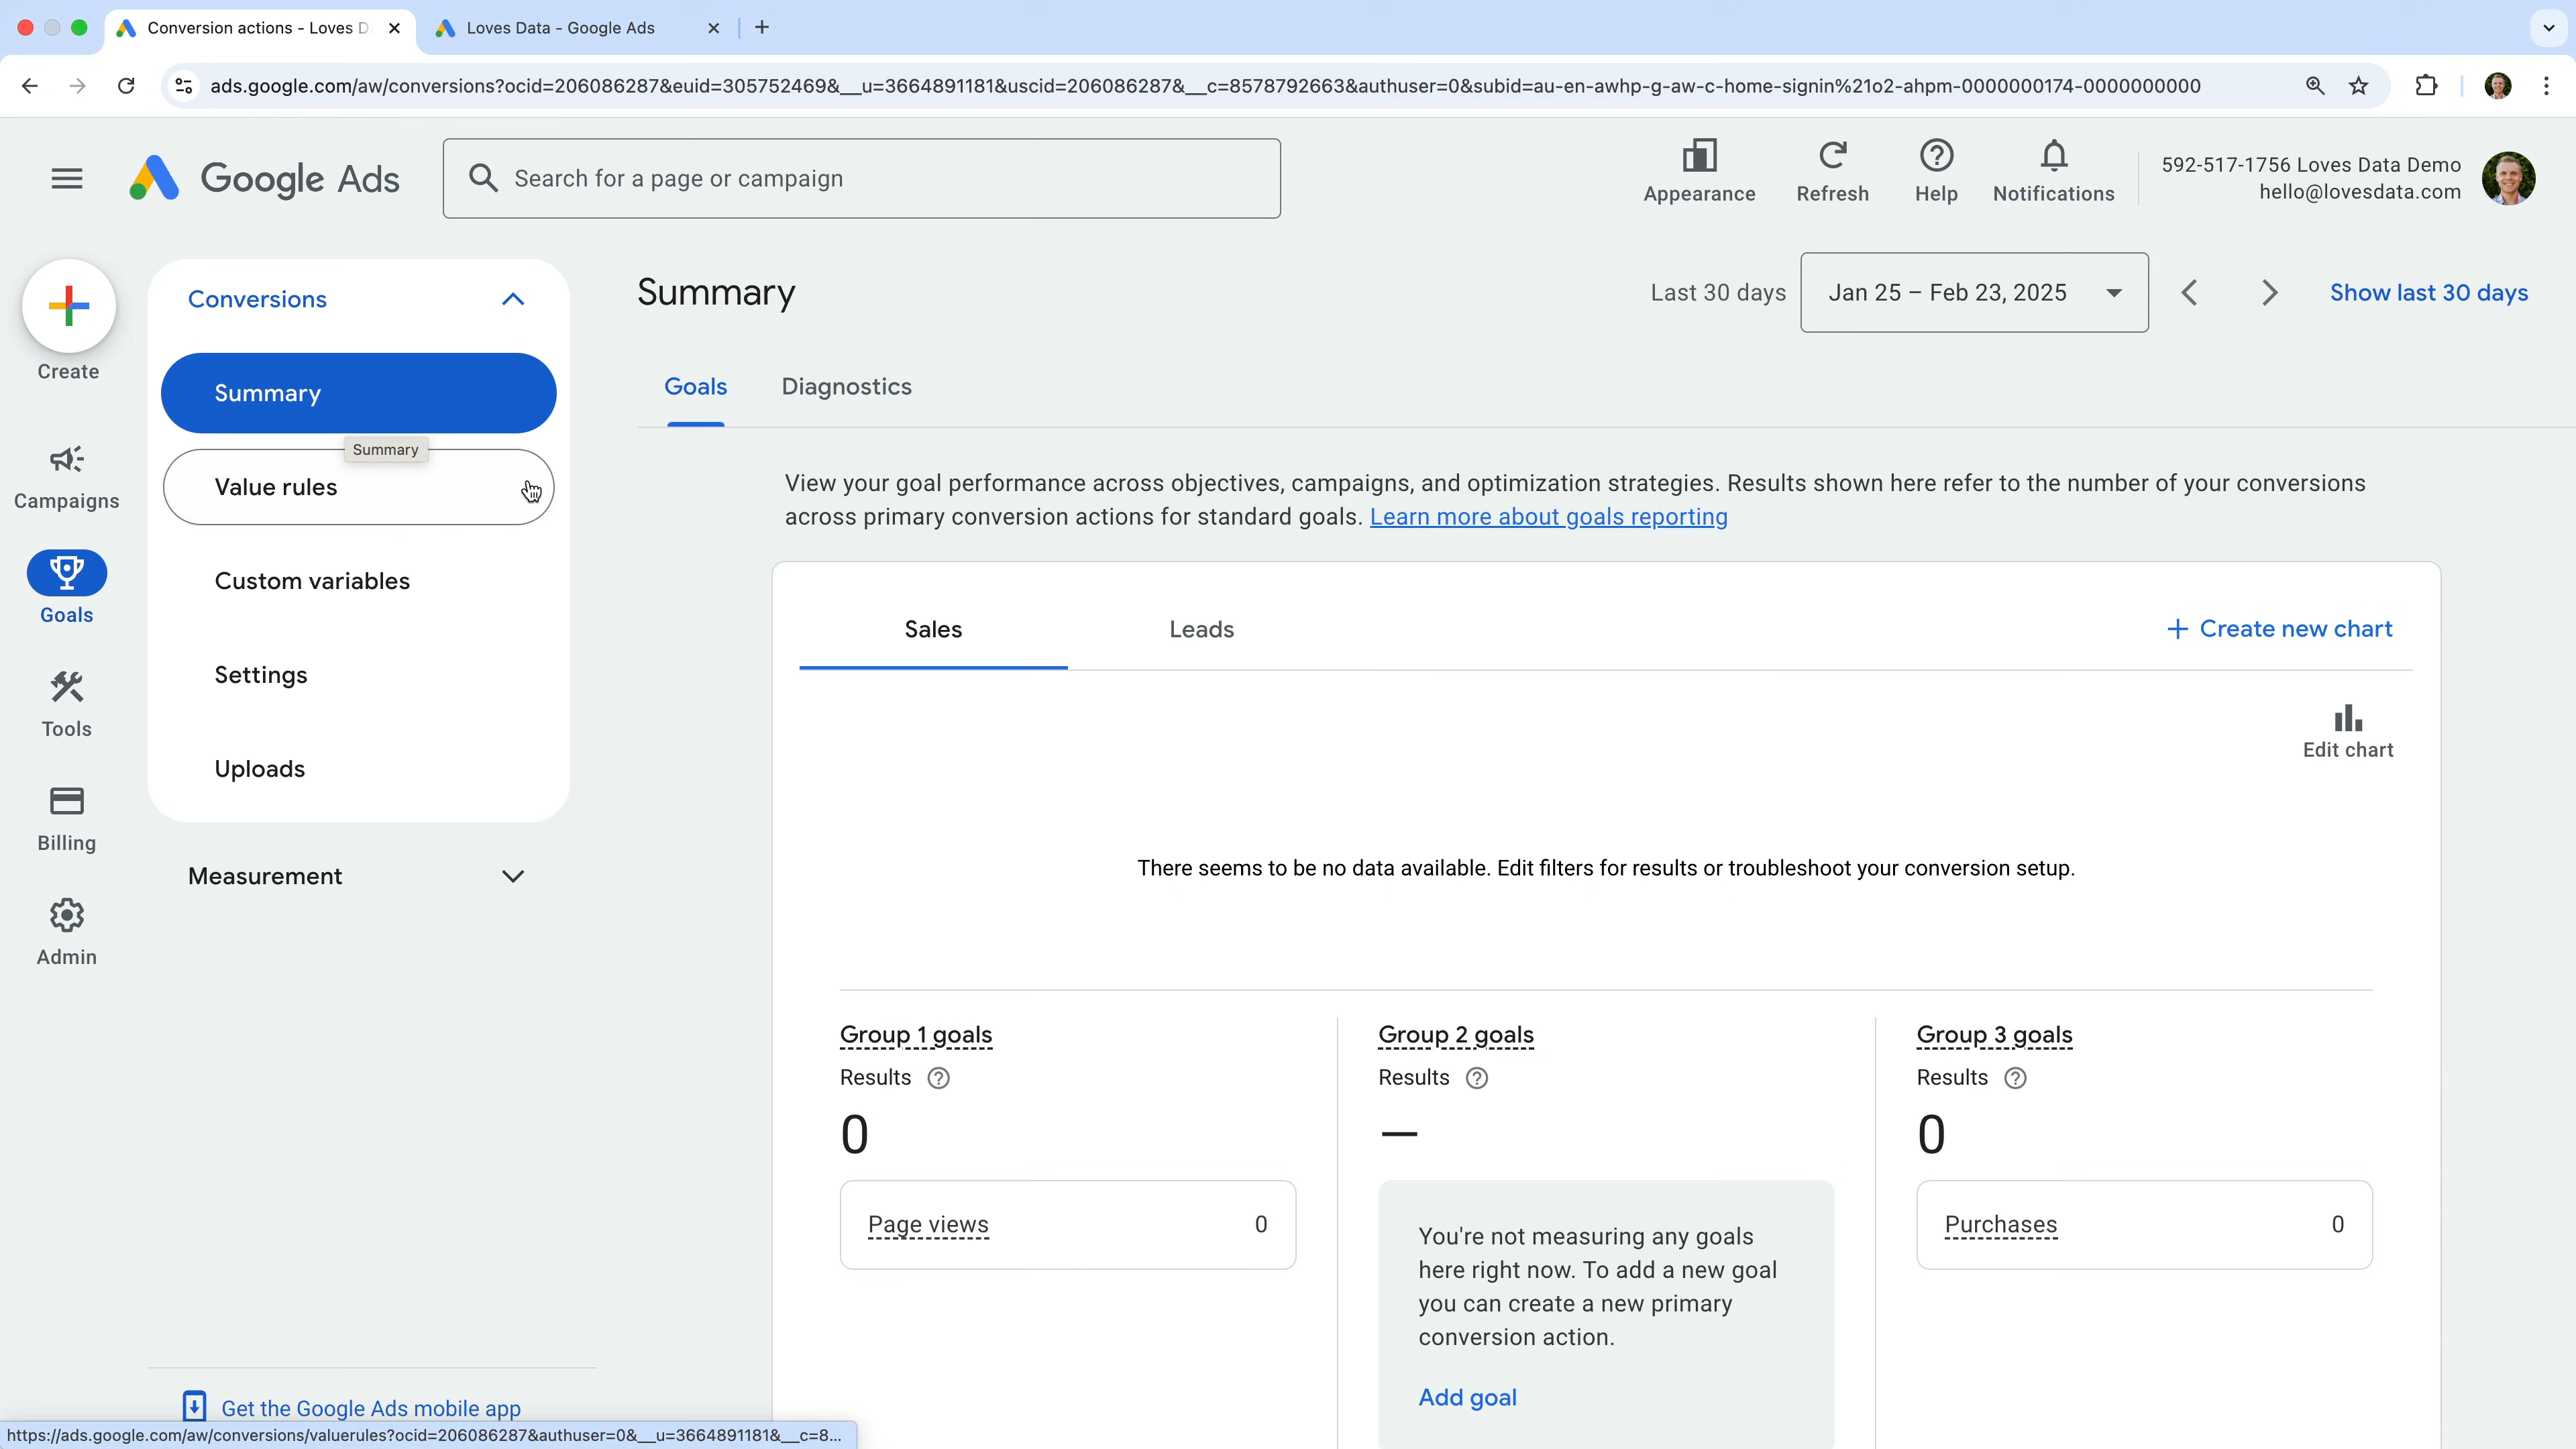 Conversion actions - Loves D
Loves Data - Google Ads
ads.google.com/aw/conversions?ocid=206086287&euid=305752469&__u=3664891181&uscid=206086287&__c=8578792663&authuser=0&subid=au-en-awhp-g-aw-c-home-signin%21o2-ahpm-0000000174-0000000000
Google Ads
Search for a page or campaign
Appearance
Refresh
Help
Notifications
592-517-1756 Loves Data Demo
hello@lovesdata.com
Create
Campaigns
Goals
Tools
Billing
Admin
Conversions
Summary
Summary
Value rules
Custom variables
Settings
Uploads
Measurement
Get the Google Ads mobile app
Summary
Last 30 days
Jan 25 – Feb 23, 2025
Show last 30 days
Goals
Diagnostics
View your goal performance across objectives, campaigns, and optimization strategies. Results shown here refer to the number of your conversions
across primary conversion actions for standard goals. Learn more about goals reporting
Sales
Leads
+ Create new chart
Edit chart
There seems to be no data available. Edit filters for results or troubleshoot your conversion setup.
Group 1 goals
Results
0
Page views 0
Group 2 goals
Results
—
You're not measuring any goals
here right now. To add a new goal
you can create a new primary
conversion action.
Add goal
Group 3 goals
Results
0
Purchases 0
https://ads.google.com/aw/conversions/valuerules?ocid=206086287&authuser=0&__u=3664891181&__c=8...